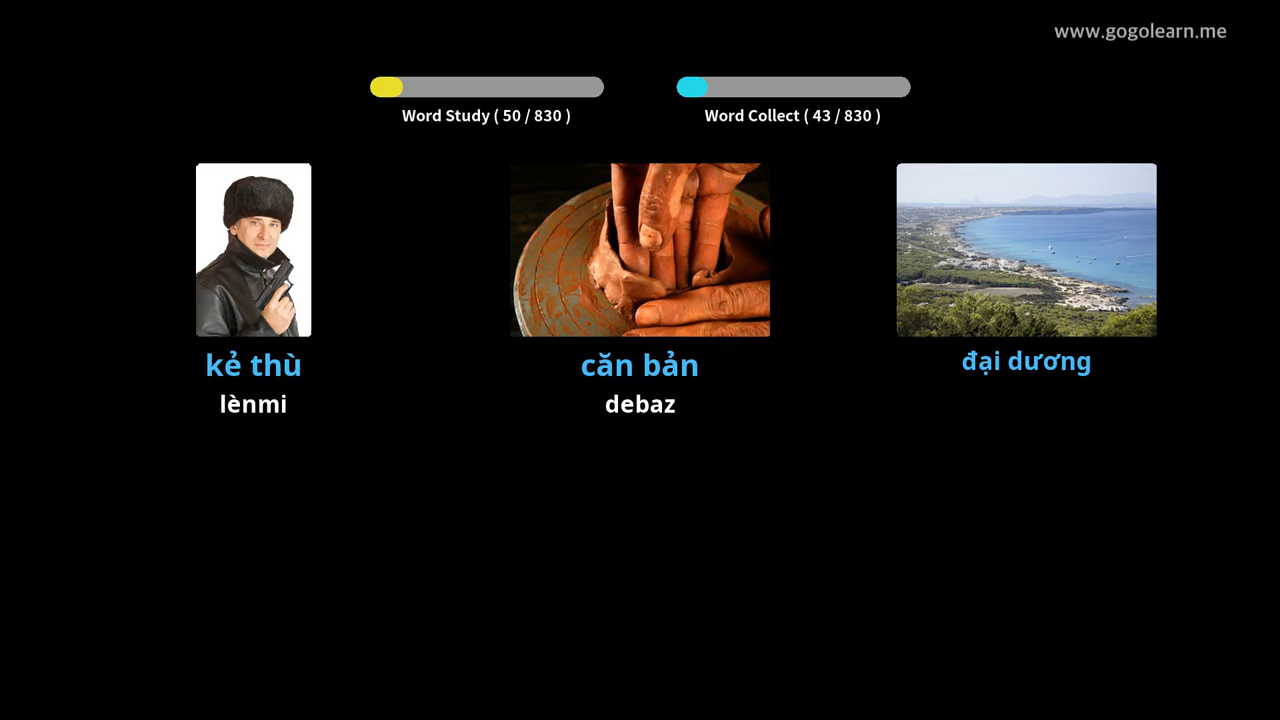 www.gogolearn.me
Word Study ( 50 / 830 )
Word Collect ( 43 / 830 )
kẻ thù
lènmi
căn bản
debaz
đại dương